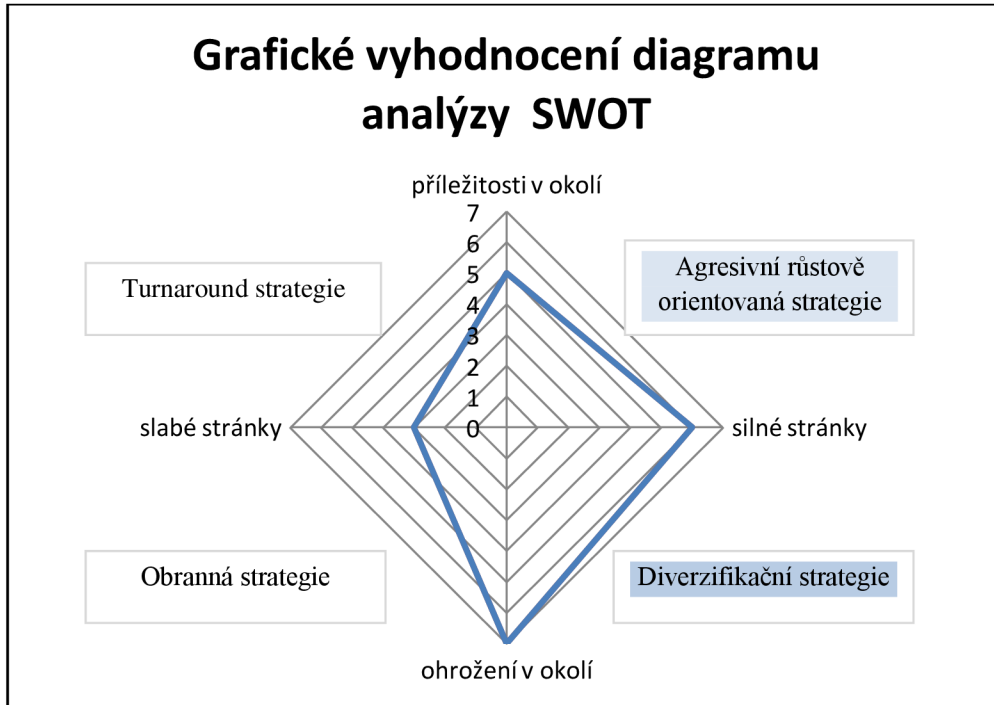 Grafické vyhodnocení diagramu
analýzy SWOT
příležitosti v okolí
7
6
5
4
3
2
1
0
Turnaround strategie
Agresivní růstově
orientovaná strategie
slabé stránky
silné stránky
Obranná strategie
Diverzifikační strategie
ohrožení v okolí